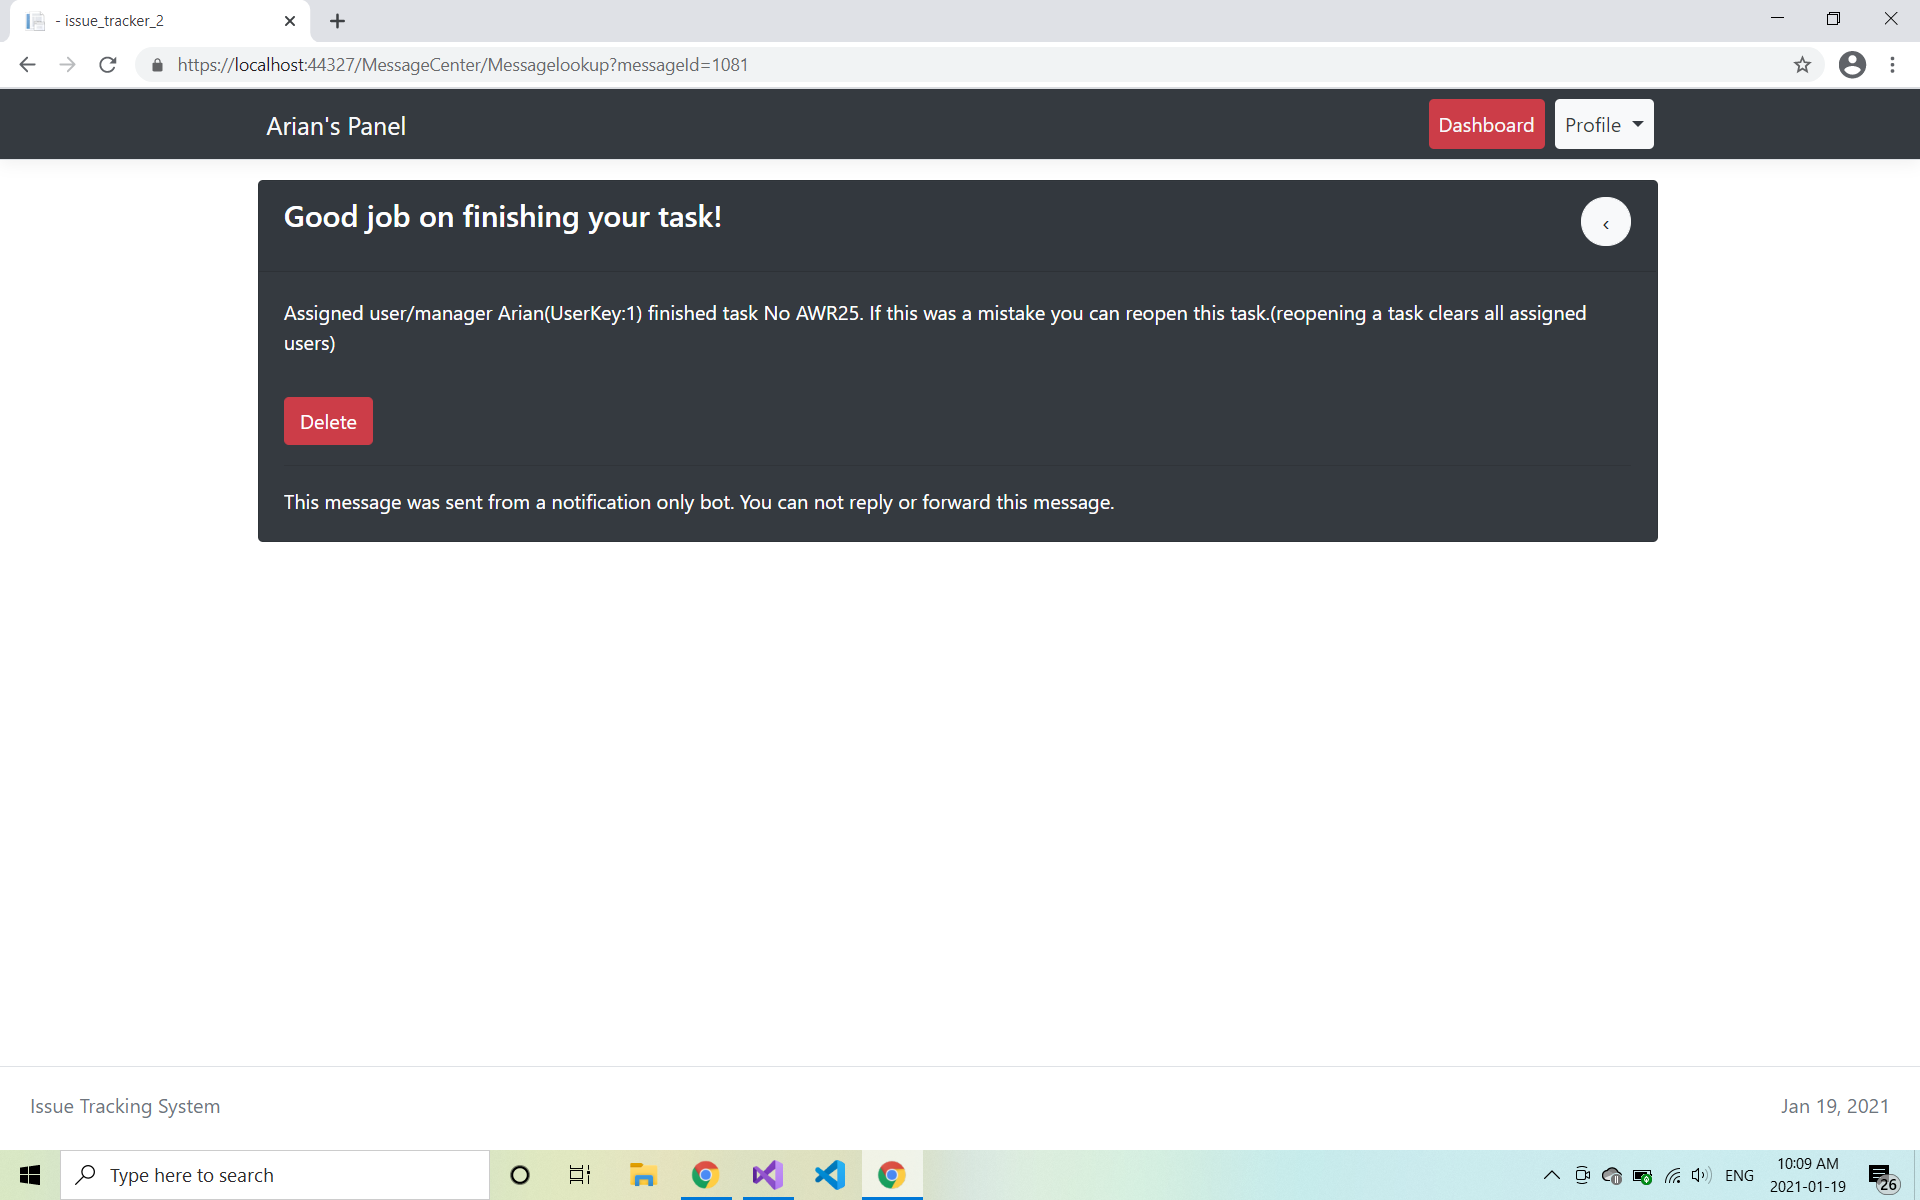 - issue_tracker_2
https://localhost:44327/MessageCenter/Messagelookup?messageId=1081
Arian's Panel
Dashboard
Profile
Good job on finishing your task!
‹
Assigned user/manager Arian(UserKey:1) finished task No AWR25. If this was a mistake you can reopen this task.(reopening a task clears all assigned
users)
Delete
This message was sent from a notification only bot. You can not reply or forward this message.
Issue Tracking System
Jan 19, 2021
Type here to search
ENG
10:09 AM
2021-01-19
26